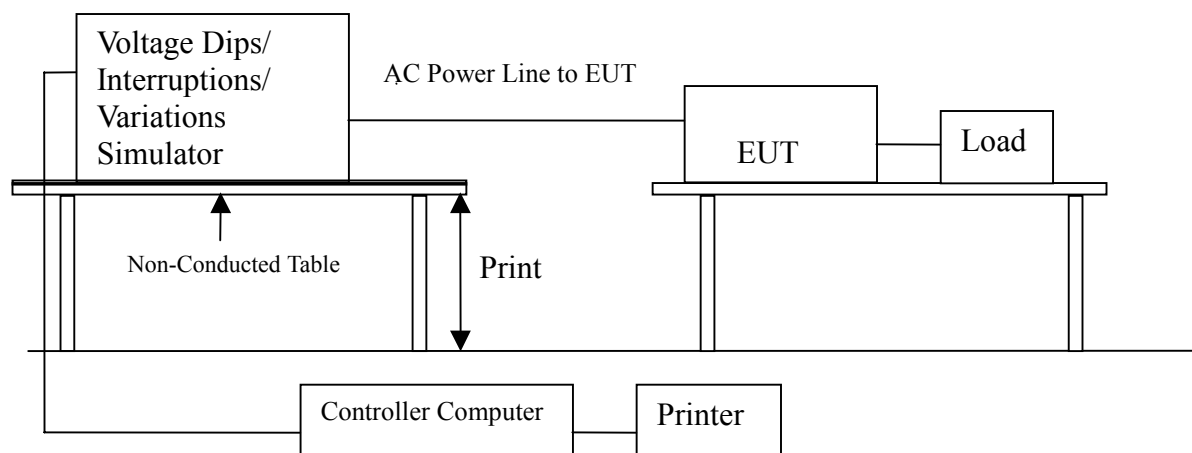 Voltage Dips/
Interruptions/
Variations
Simulator
AC Power Line to EUT
EUT
Load
Non-Conducted Table
Print
Controller Computer
Printer